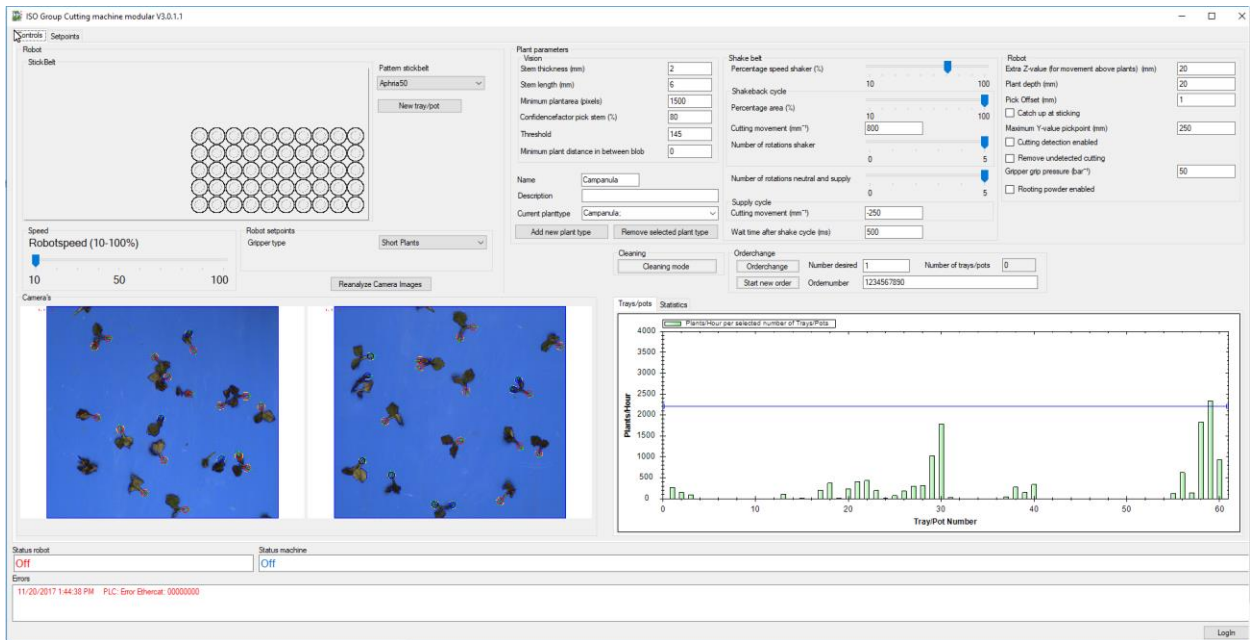 ISO Group Cutting machine modular V3.0.1.1
Controls Setpoints
Robot
StickBelt
Pattern stickbelt
Aphria50
New tray/pot
Speed
Robotspeed (10-100%)
10 50 100
Robot setpoints
Gripper type Short Plants
Reanalyze Camera Images
Plant parameters
Vision
Stem thickness (mm) 2
Stem length (mm) 6
Minimum plantarea (pixels) 1500
Confidencefactor pick stem (%) 80
Threshold 145
Minimum plant distance in between blob 0
Name Campanula
Description
Current planttype Campanula;
Add new plant type Remove selected plant type
Shake belt
Percentage speed shaker (%)
10 100
Shakeback cycle
Percentage area (%)
10 100
Cutting movement (mm⁻¹) 800
Number of rotations shaker
0 5
Number of rotations neutral and supply
0 5
Supply cycle
Cutting movement (mm⁻¹) -250
Wait time after shake cycle (ms) 500
Robot
Extra Z-value (for movement above plants) (mm) 20
Plant depth (mm) 20
Pick Offset (mm) 1
Catch up at sticking
Maximum Y-value pickpoint (mm) 250
Cutting detection enabled
Remove undetected cutting
Gripper grip pressure (bar⁻¹) 50
Rooting powder enabled
Cleaning
Cleaning mode
Orderchange
Orderchange Number desired 1 Number of trays/pots 0
Start new order Ordernumber 1234567890
Camera's
Trays/pots Statistics
Plants/Hour per selected number of Trays/Pots
4000
3500
3000
2500
2000
1500
1000
500
0
Plants/Hour
0 10 20 30 40 50 60
Tray/Pot Number
Status robot
Off
Status machine
Off
Errors
11/20/2017 1:44:38 PM PLC: Error Ethercat: 00000000
LogIn